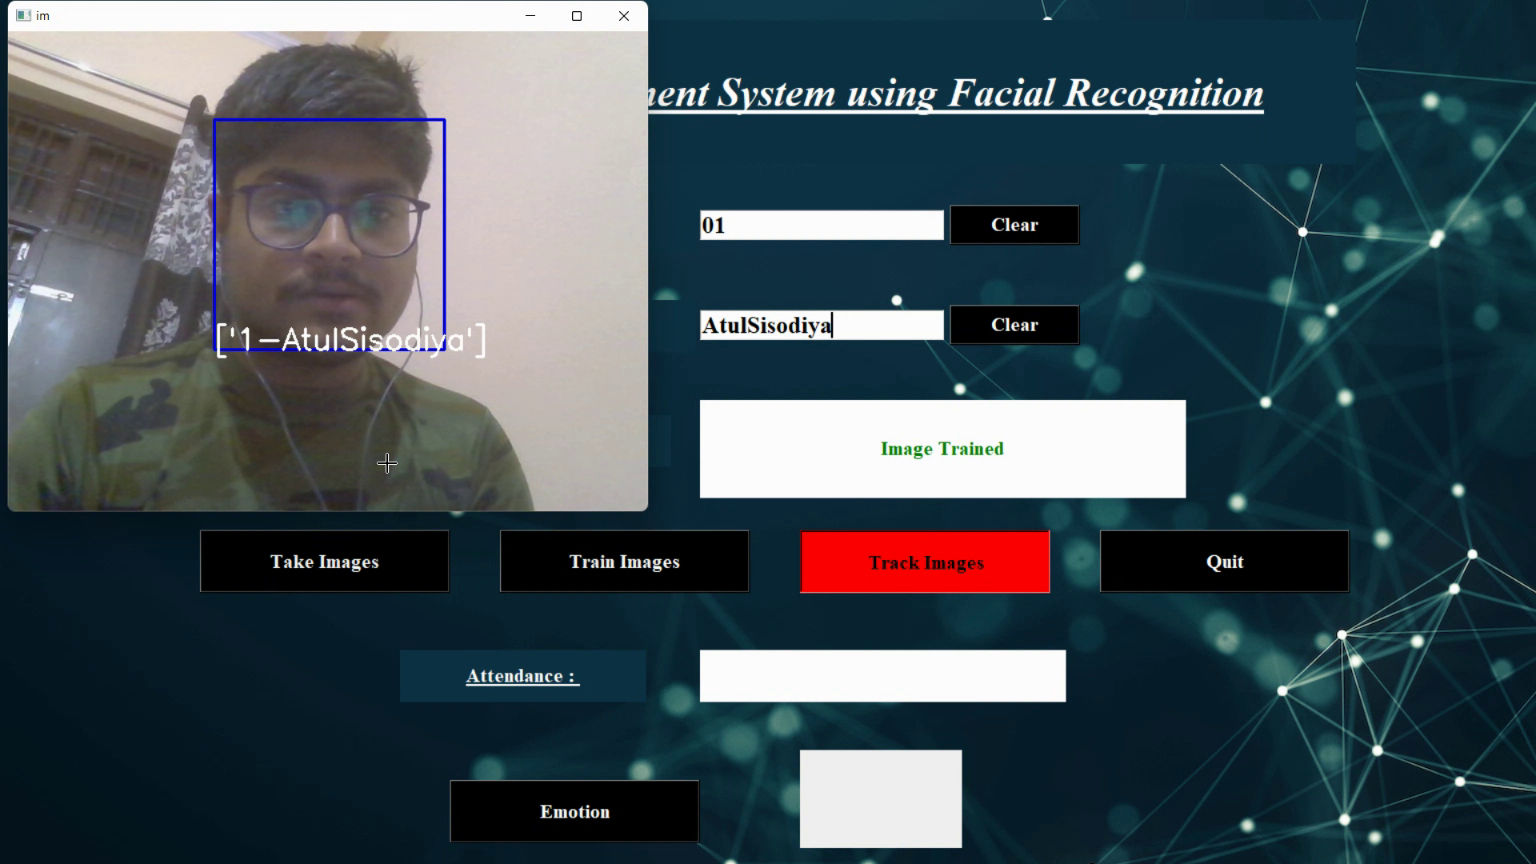 im
ment System using Facial Recognition
01
Clear
AtulSisodiya
Clear
['1-AtulSisodiya']
Image Trained
Take Images
Train Images
Track Images
Quit
Attendance :
Emotion